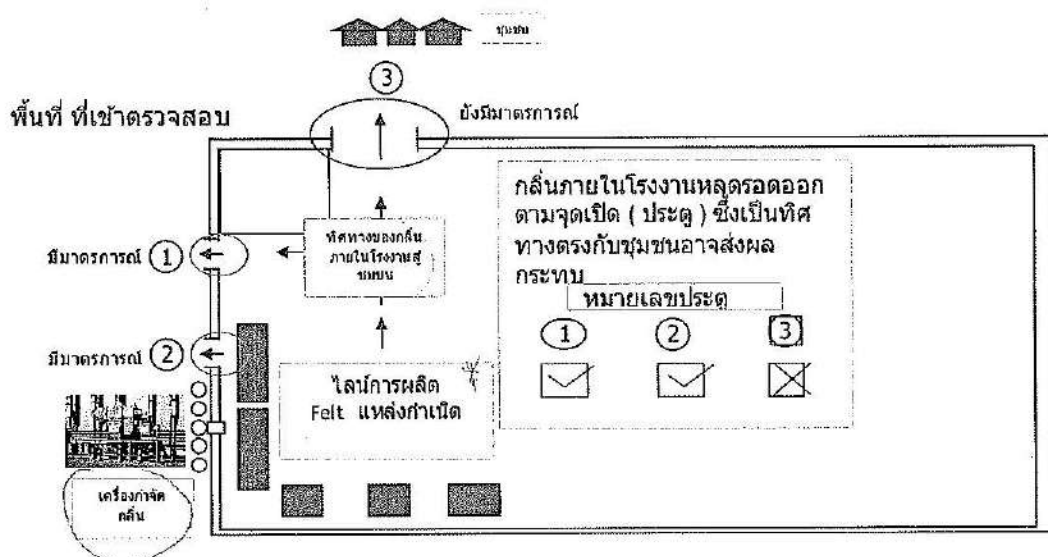 ชุมชน
3
พื้นที่ ที่เข้าตรวจสอบ
ยังมีมาตรการณ์
กลิ่นภายในโรงงานหลุดรอดออก
ตามจุดเปิด ( ประตู ) ซึ่งเป็นทิศ
ทางตรงกับชุมชนอาจส่งผล
กระทบ
หมายเลขประตู
1 2 3
ทิศทางของกลิ่น
ภายในโรงงานสู่
ชมชน
มีมาตรการณ์ 1
มีมาตรการณ์ 2
ไลน์การผลิต
Felt แหล่งกำเนิด
เครื่องกำจัด
กลิ่น